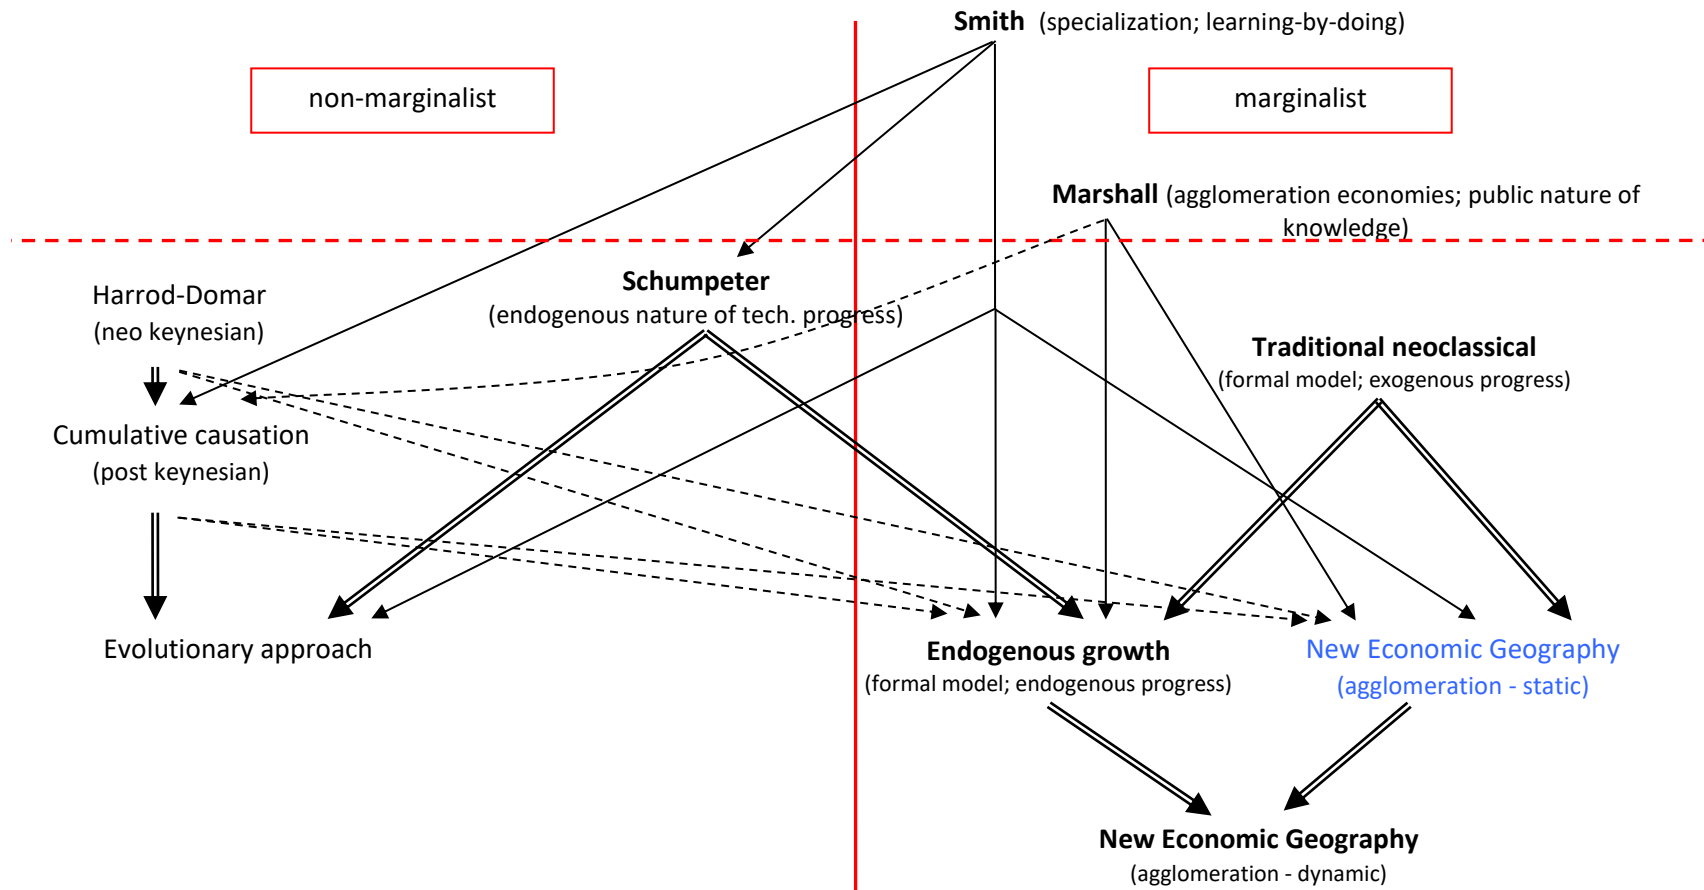 Smith (specialization; learning-by-doing)
non-marginalist
marginalist
Marshall (agglomeration economies; public nature of
knowledge)
Schumpeter
(endogenous nature of tech. progress)
Harrod-Domar
(neo keynesian)
Traditional neoclassical
(formal model; exogenous progress)
Cumulative causation
(post keynesian)
Evolutionary approach
Endogenous growth
(formal model; endogenous progress)
New Economic Geography
(agglomeration - static)
New Economic Geography
(agglomeration - dynamic)